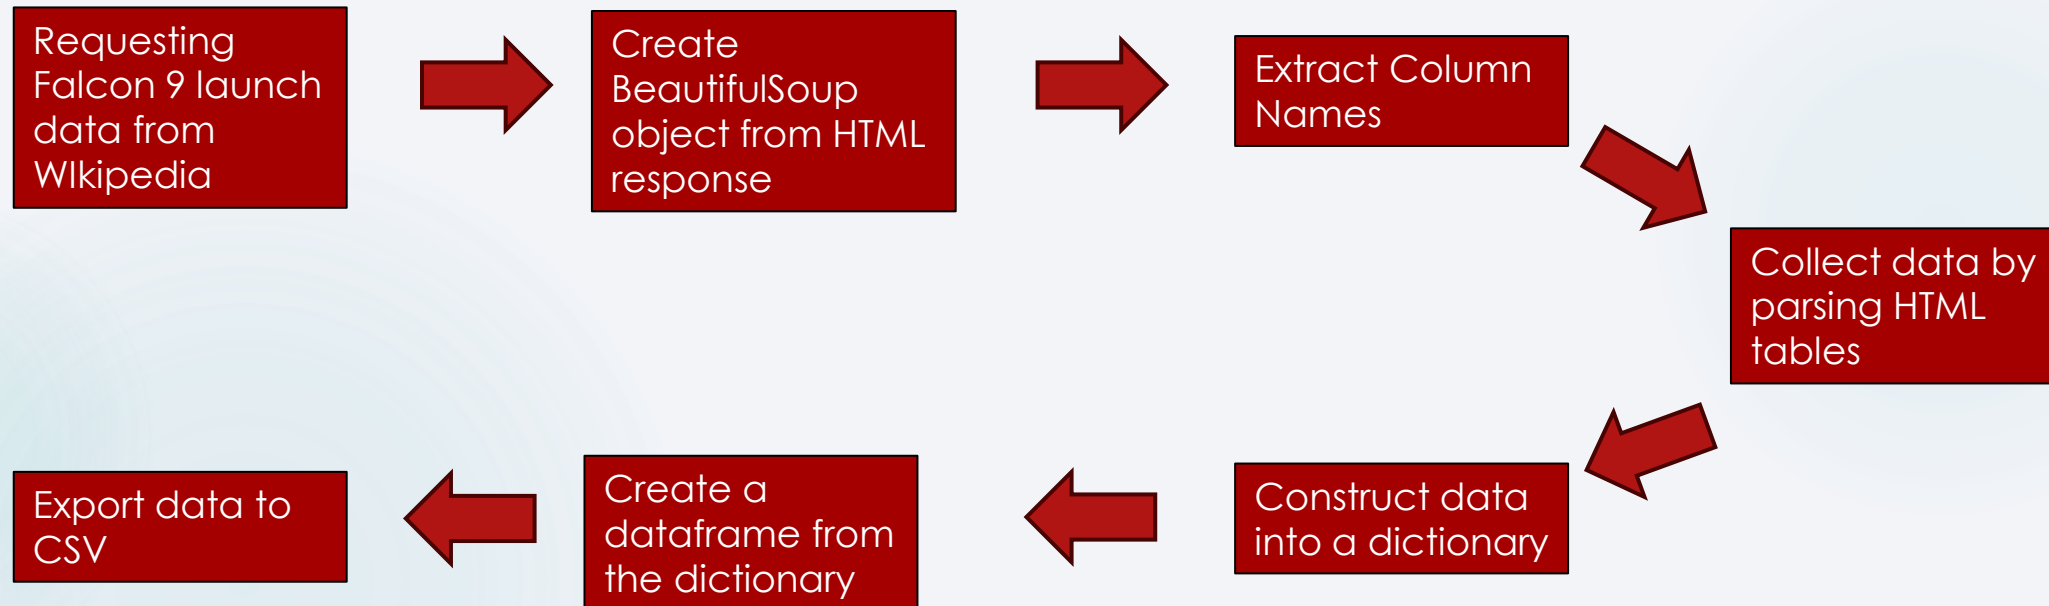 Requesting
Falcon 9 launch
data from
WIkipedia
Create
BeautifulSoup
object from HTML
response
Extract Column
Names
Collect data by
parsing HTML
tables
Construct data
into a dictionary
Create a
dataframe from
the dictionary
Export data to
CSV